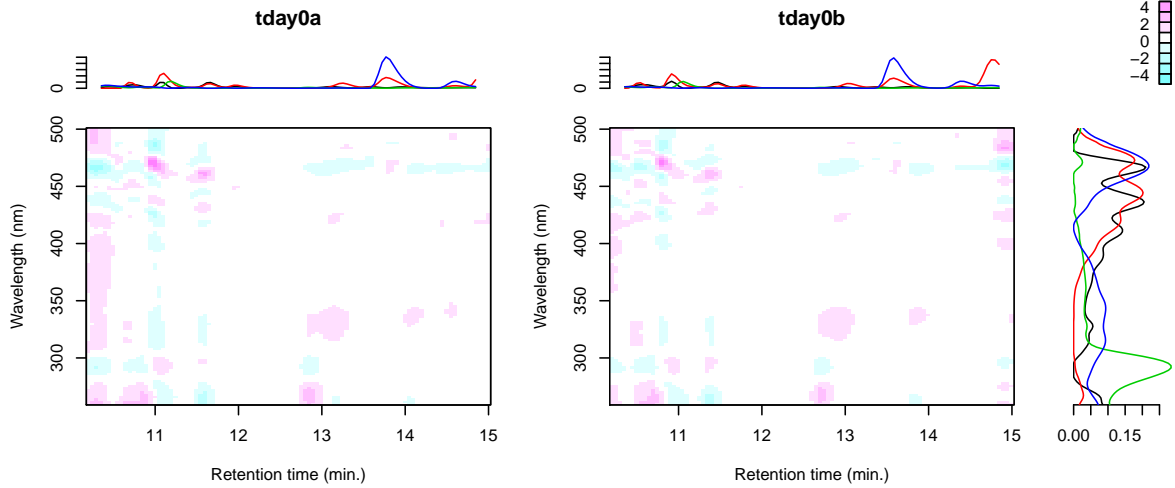 tday0a
0
500
450
400
350
300
Wavelength (nm)
11 12 13 14 15
Retention time (min.)
tday0b
0
500
450
400
350
300
Wavelength (nm)
11 12 13 14 15
Retention time (min.)
4
2
0
−2
−4
0.00 0.15